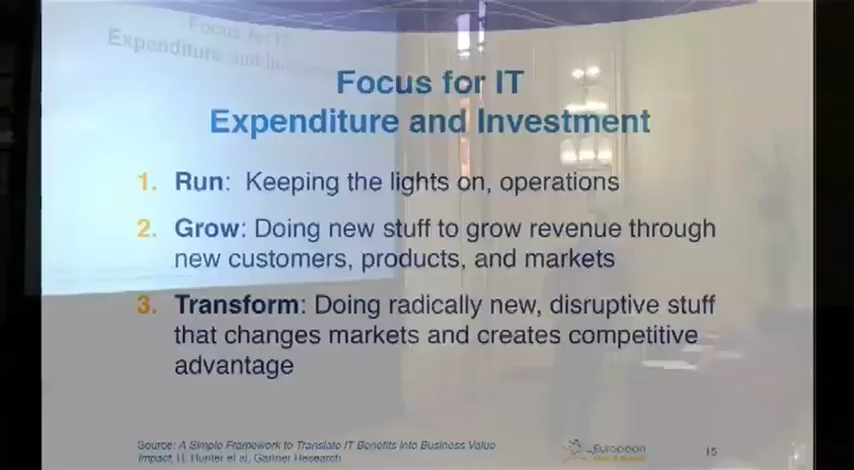 Focus for IT
Expenditure and Investment
Focus for IT
Expenditure and Investment
1. Run: Keeping the lights on, operations
2. Grow: Doing new stuff to grow revenue through
new customers, products, and markets
3. Transform: Doing radically new, disruptive stuff
that changes markets and creates competitive
advantage
Source: A Simple Framework to Translate IT Benefits into Business Value
Impact, R. Hunter et al, Gartner Research
European
15